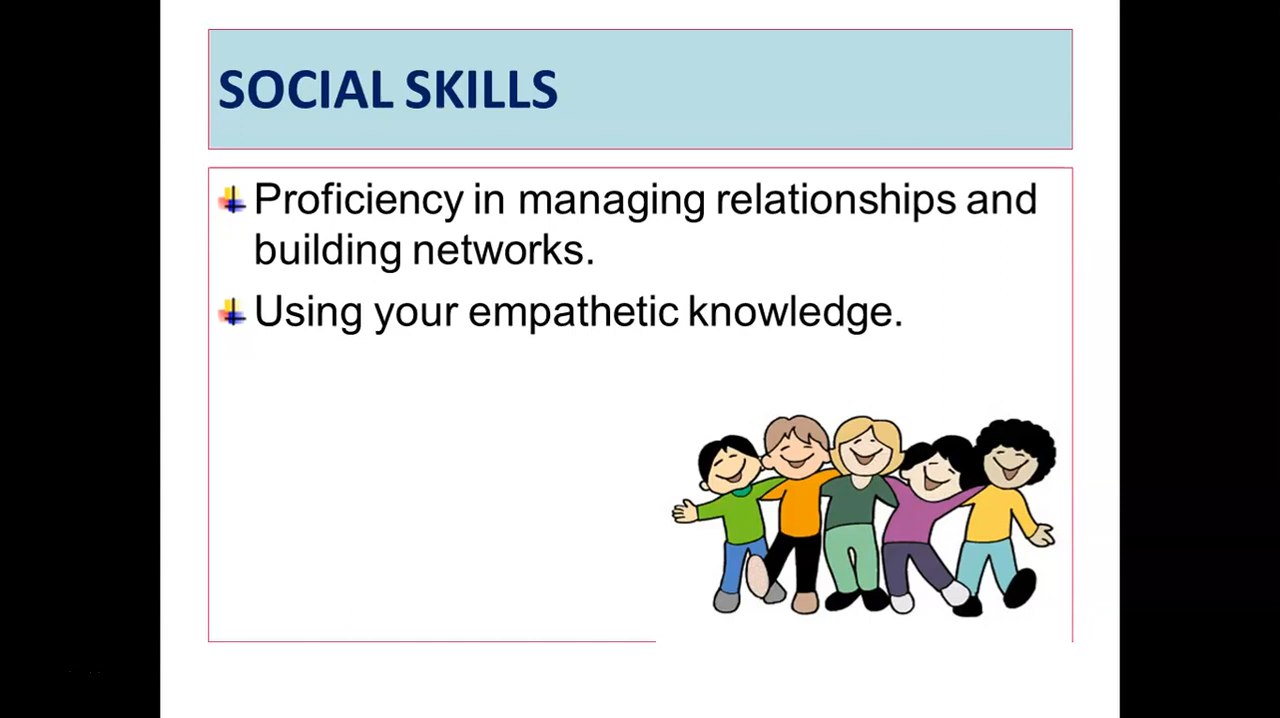 SOCIAL SKILLS
Proficiency in managing relationships and
building networks.
Using your empathetic knowledge.